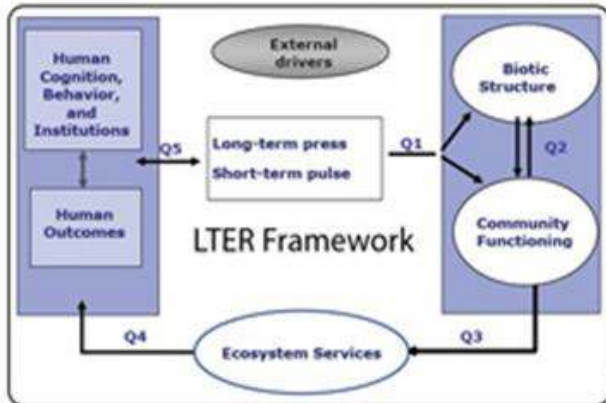 Human
Cognition,
Behavior,
and
Institutions
External
drivers
Biotic
Structure
Q5
Long-term press
Short-term pulse
Q1
Q2
Human
Outcomes
LTER Framework
Community
Functioning
Q4
Ecosystem Services
Q3